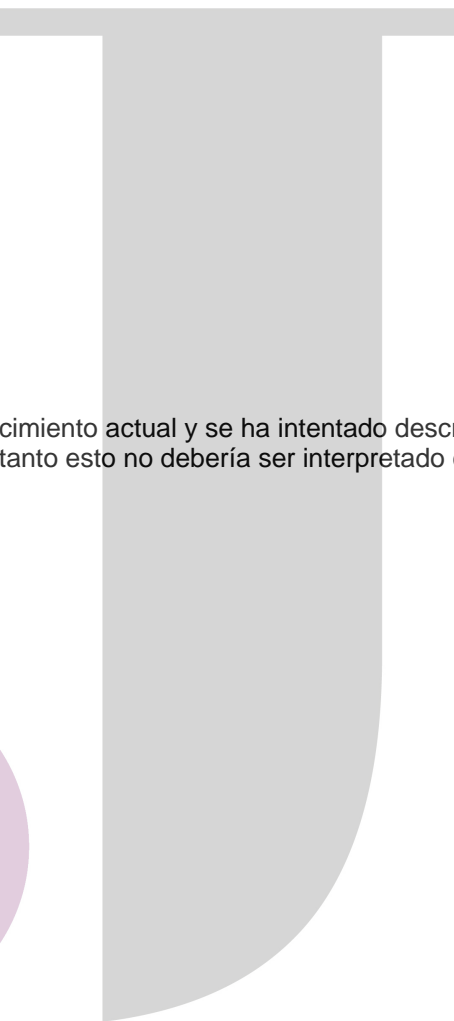 cimiento actual y se ha intentado descr
tanto esto no debería ser interpretado